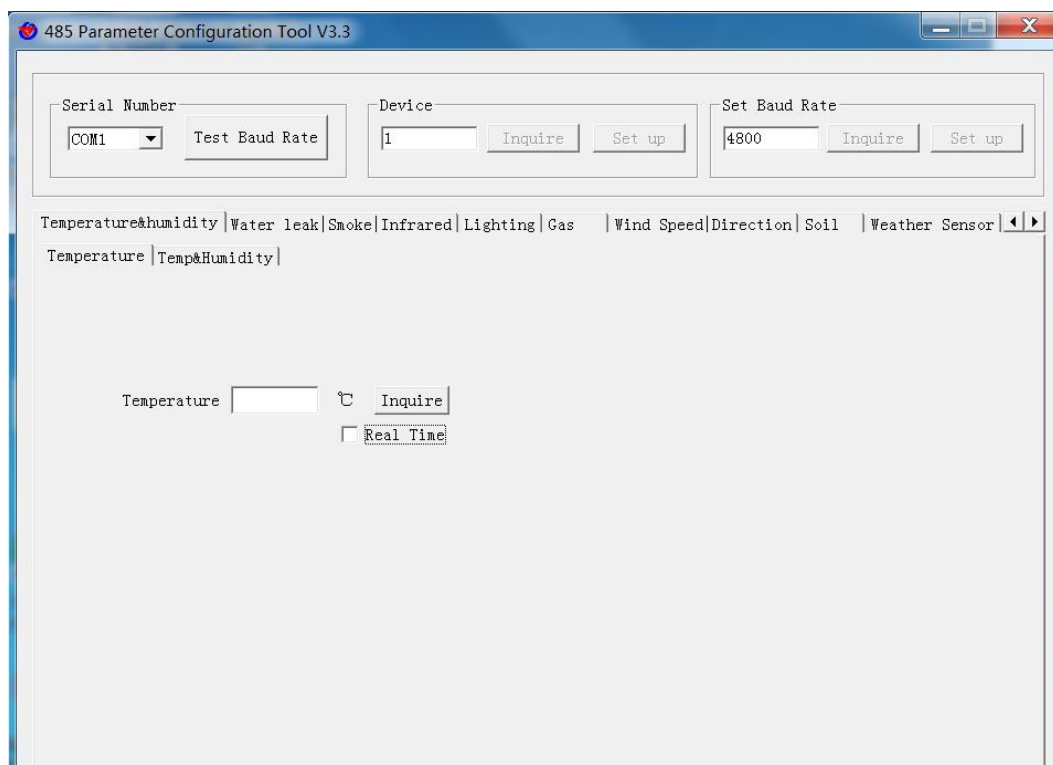 485 Parameter Configuration Tool V3.3
Serial Number Device Set Baud Rate
COM1 Test Baud Rate 1 Inquire Set up 4800 Inquire Set up
Temperature&humidity Water leak Smoke Infrared Lighting Gas Wind Speed Direction Soil Weather Sensor
Temperature Temp&Humidity
Temperature ℃ Inquire
Real Time